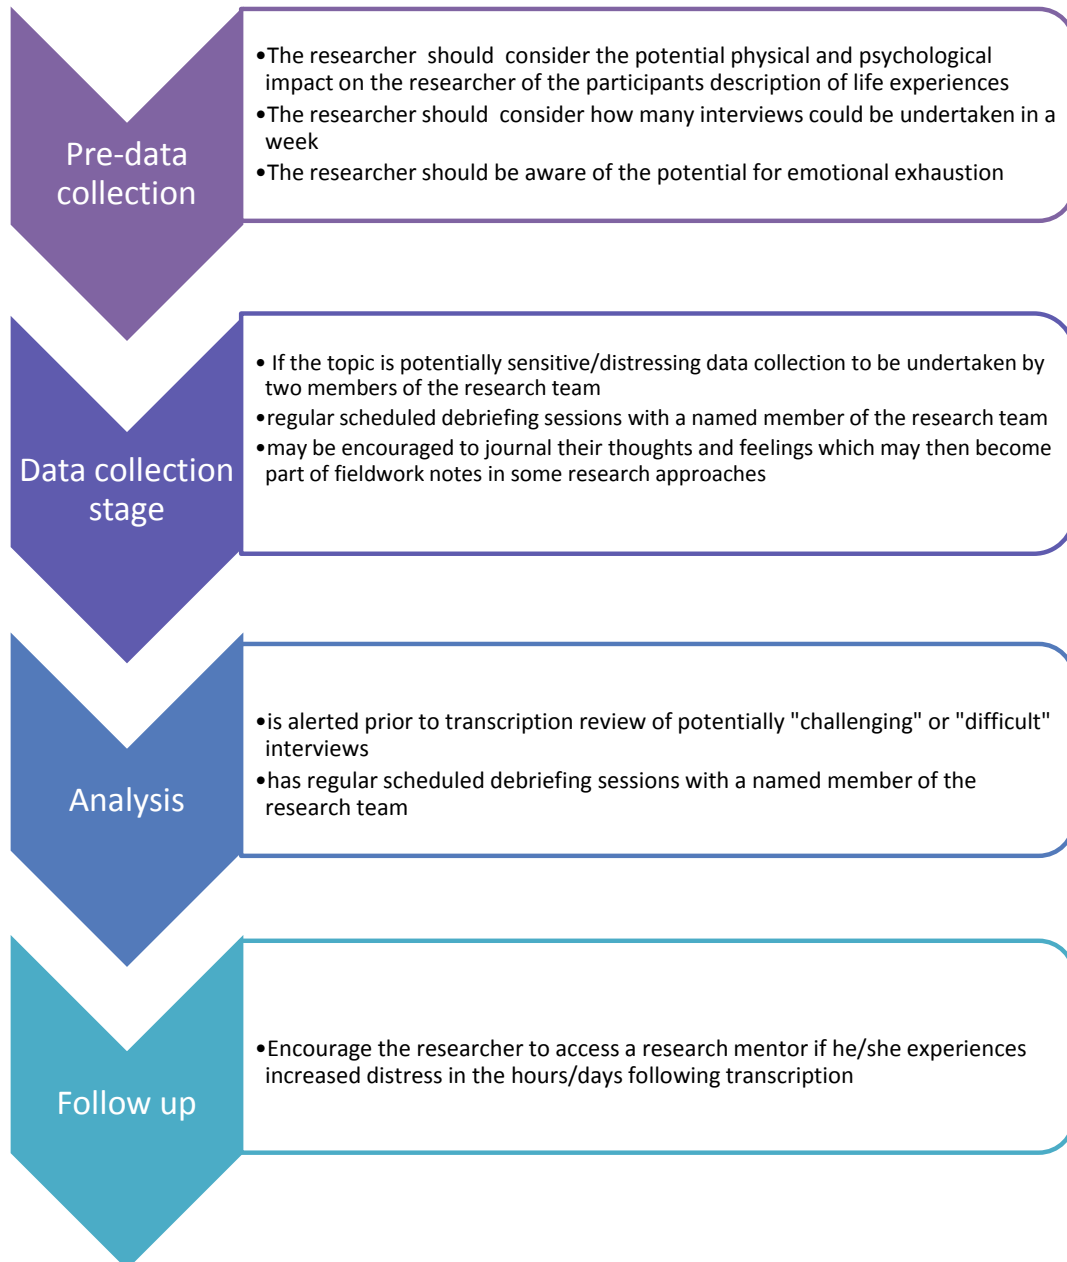 Pre-data
collection
•The researcher  should  consider the potential physical and psychological
impact on the researcher of the participants description of life experiences
•The researcher should  consider how many interviews could be undertaken in a
week
•The researcher should be aware of the potential for emotional exhaustion
Data collection
stage
• If the topic is potentially sensitive/distressing data collection to be undertaken by
two members of the research team
•regular scheduled debriefing sessions with a named member of the research team
•may be encouraged to journal their thoughts and feelings which may then become
part of fieldwork notes in some research approaches
Analysis
•is alerted prior to transcription review of potentially "challenging" or "difficult"
interviews
•has regular scheduled debriefing sessions with a named member of the
research team
Follow up
•Encourage the researcher to access a research mentor if he/she experiences
increased distress in the hours/days following transcription